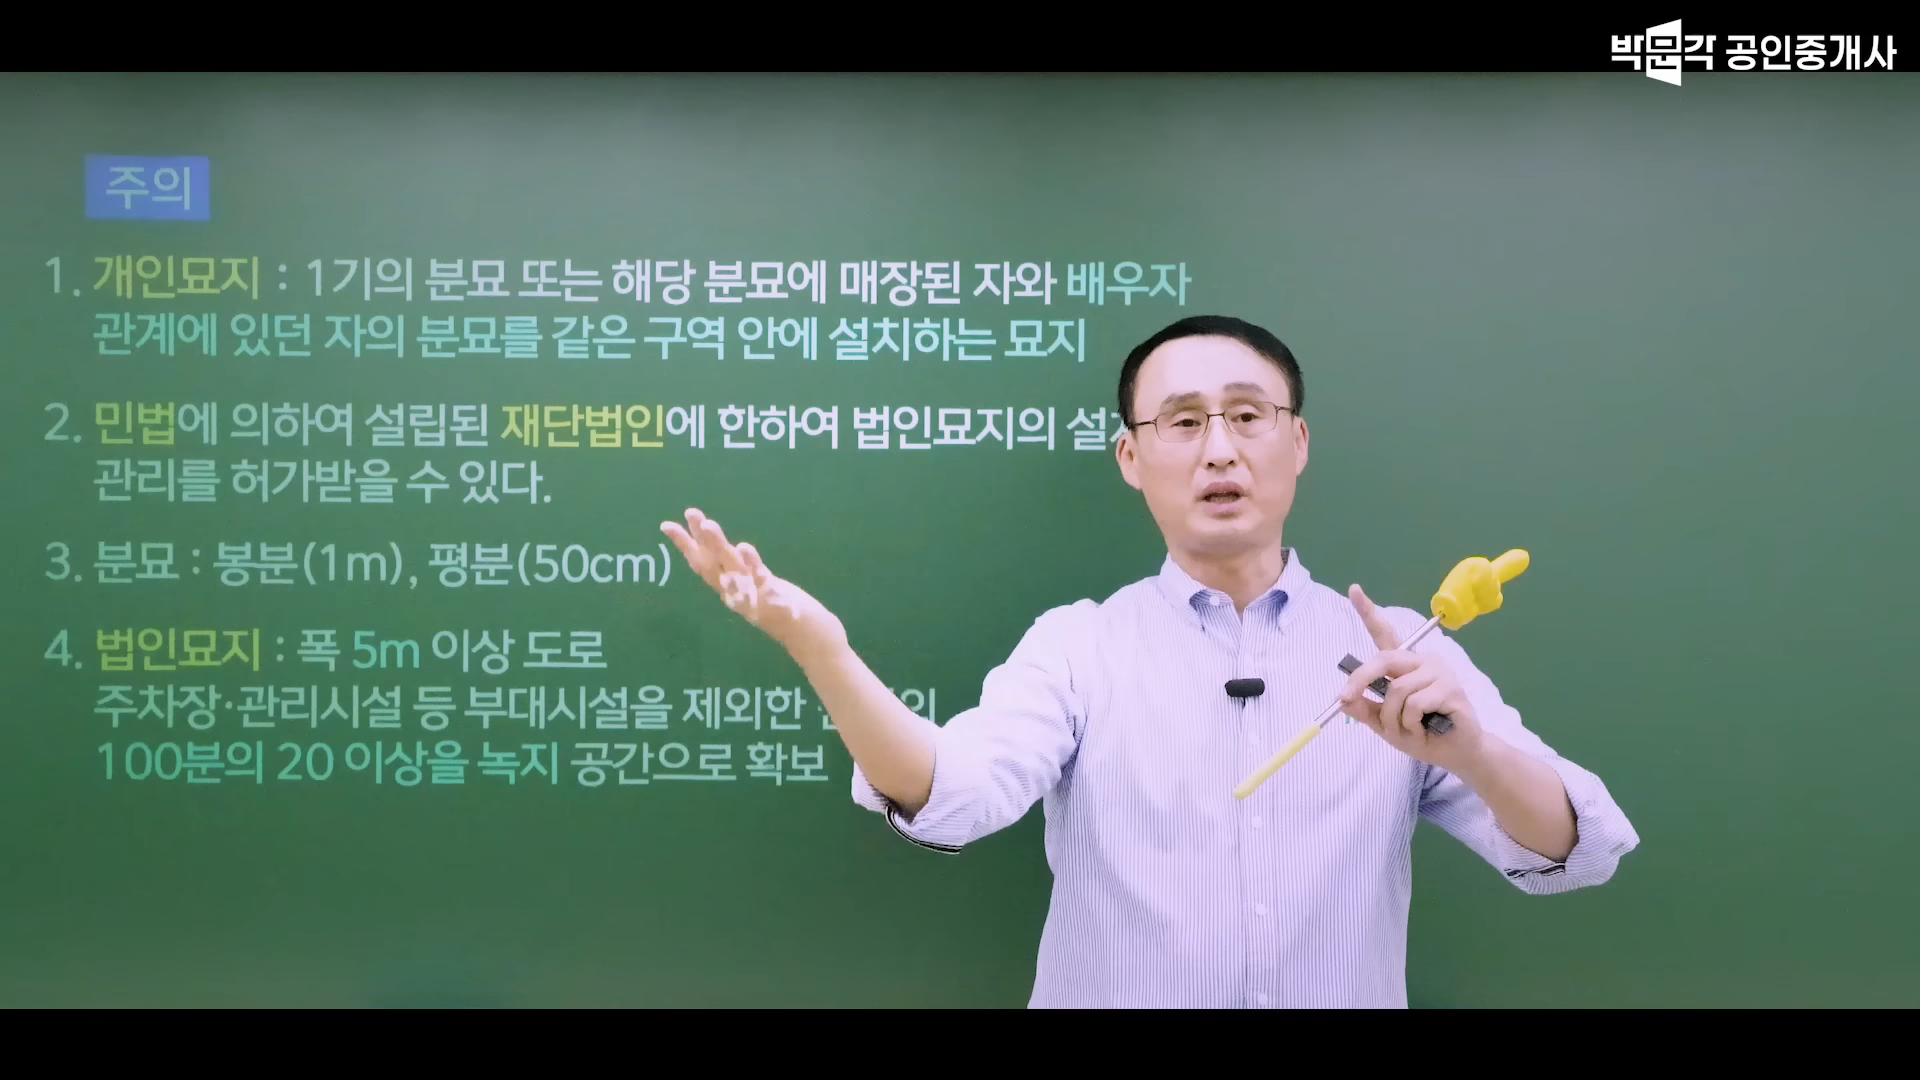 박문각 공인중개사
주의
1. 개인묘지 : 1기의 분묘 또는 해당 분묘에 매장된 자와 배우자
관계에 있던 자의 분묘를 같은 구역 안에 설치하는 묘지
2. 민법에 의하여 설립된 재단법인에 한하여 법인묘지의
관리를 허가받을 수 있다.
3. 분묘 : 봉분(1m), 평분(50cm)
4. 법인묘지 : 폭 5m 이상 도로
주차장·관리시설 등 부대시설을 제외한
100분의 20 이상을 녹지 공간으로 확보